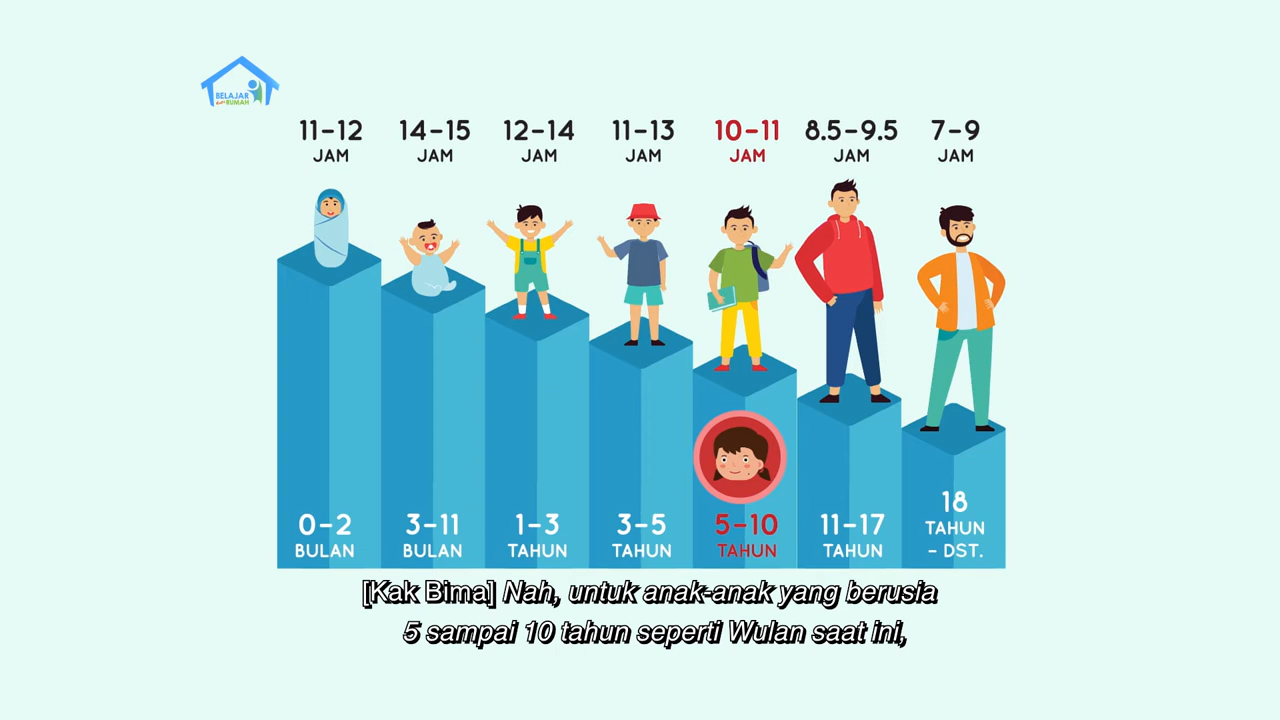 BELAJAR
dari RUMAH
11-12 14-15 12-14 11-13 10-11 8.5-9.5 7-9
JAM JAM JAM JAM JAM JAM JAM
0-2 3-11 1-3 3-5 5-10 11-17 18
BULAN BULAN TAHUN TAHUN TAHUN TAHUN TAHUN
- DST.
[Kak Bima] Nah, untuk anak-anak yang berusia
5 sampai 10 tahun seperti Wulan saat ini,